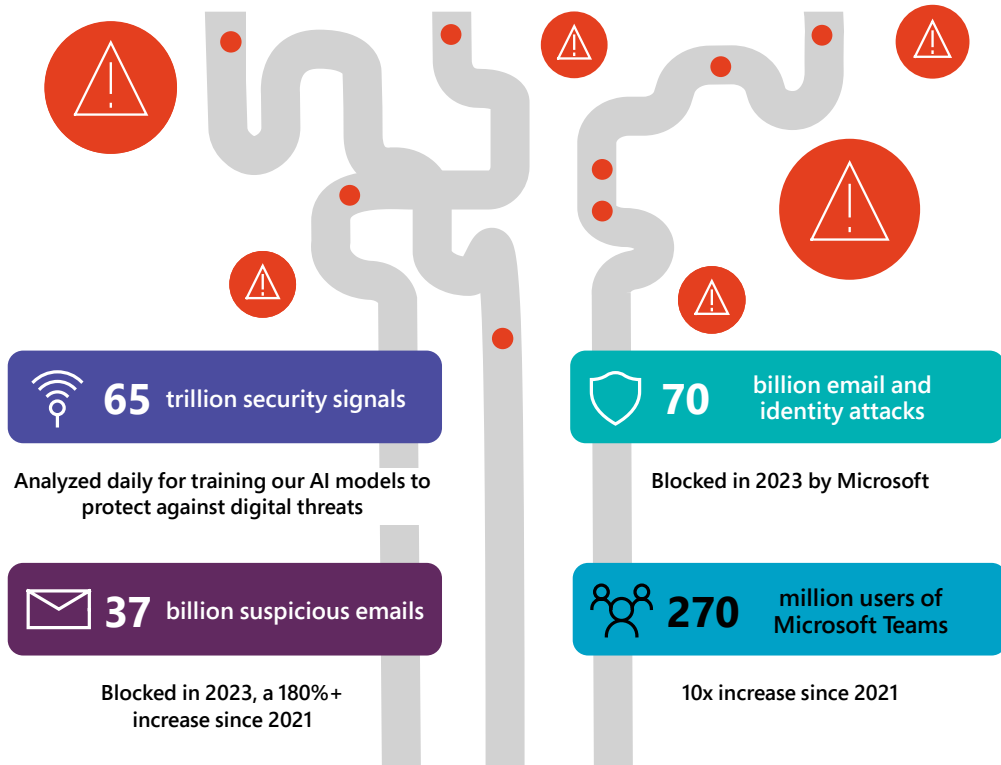 65 trillion security signals
Analyzed daily for training our AI models to
protect against digital threats
70 billion email and
identity attacks
Blocked in 2023 by Microsoft
37 billion suspicious emails
Blocked in 2023, a 180%+
increase since 2021
270 million users of
Microsoft Teams
10x increase since 2021